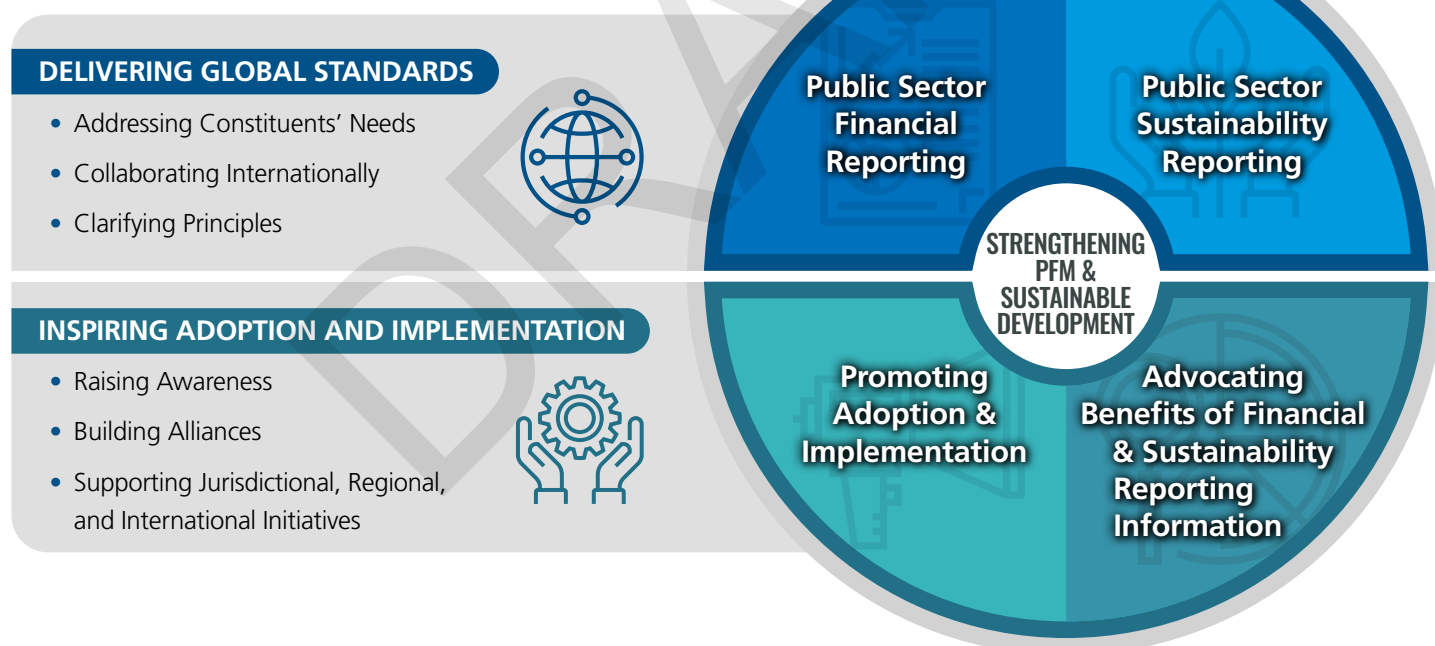 DELIVERING GLOBAL STANDARDS
• Addressing Constituents’ Needs
• Collaborating Internationally
• Clarifying Principles
INSPIRING ADOPTION AND IMPLEMENTATION
• Raising Awareness
• Building Alliances
• Supporting Jurisdictional, Regional,
and International Initiatives
Public Sector
Financial
Reporting
Public Sector
Sustainability
Reporting
STRENGTHENING
PFM &
SUSTAINABLE
DEVELOPMENT
Promoting
Adoption &
Implementation
Advocating
Benefits of Financial
& Sustainability
Reporting
Information